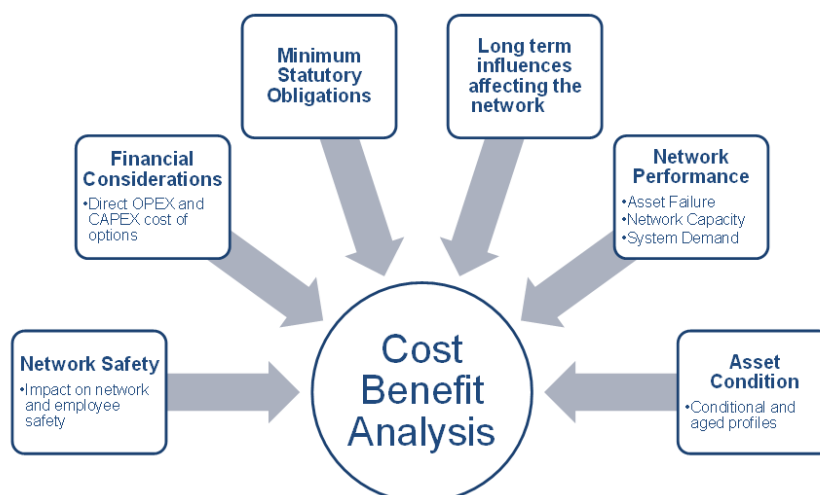 Minimum
Statutory
Obligations
Long term
influences
affecting the
network
Financial
Considerations
•Direct OPEX and
CAPEX cost of
options
Network
Performance
•Asset Failure
•Network Capacity
•System Demand
Network Safety
•Impact on network
and employee
safety
Cost
Benefit
Analysis
Asset
Condition
•Conditional and
aged profiles